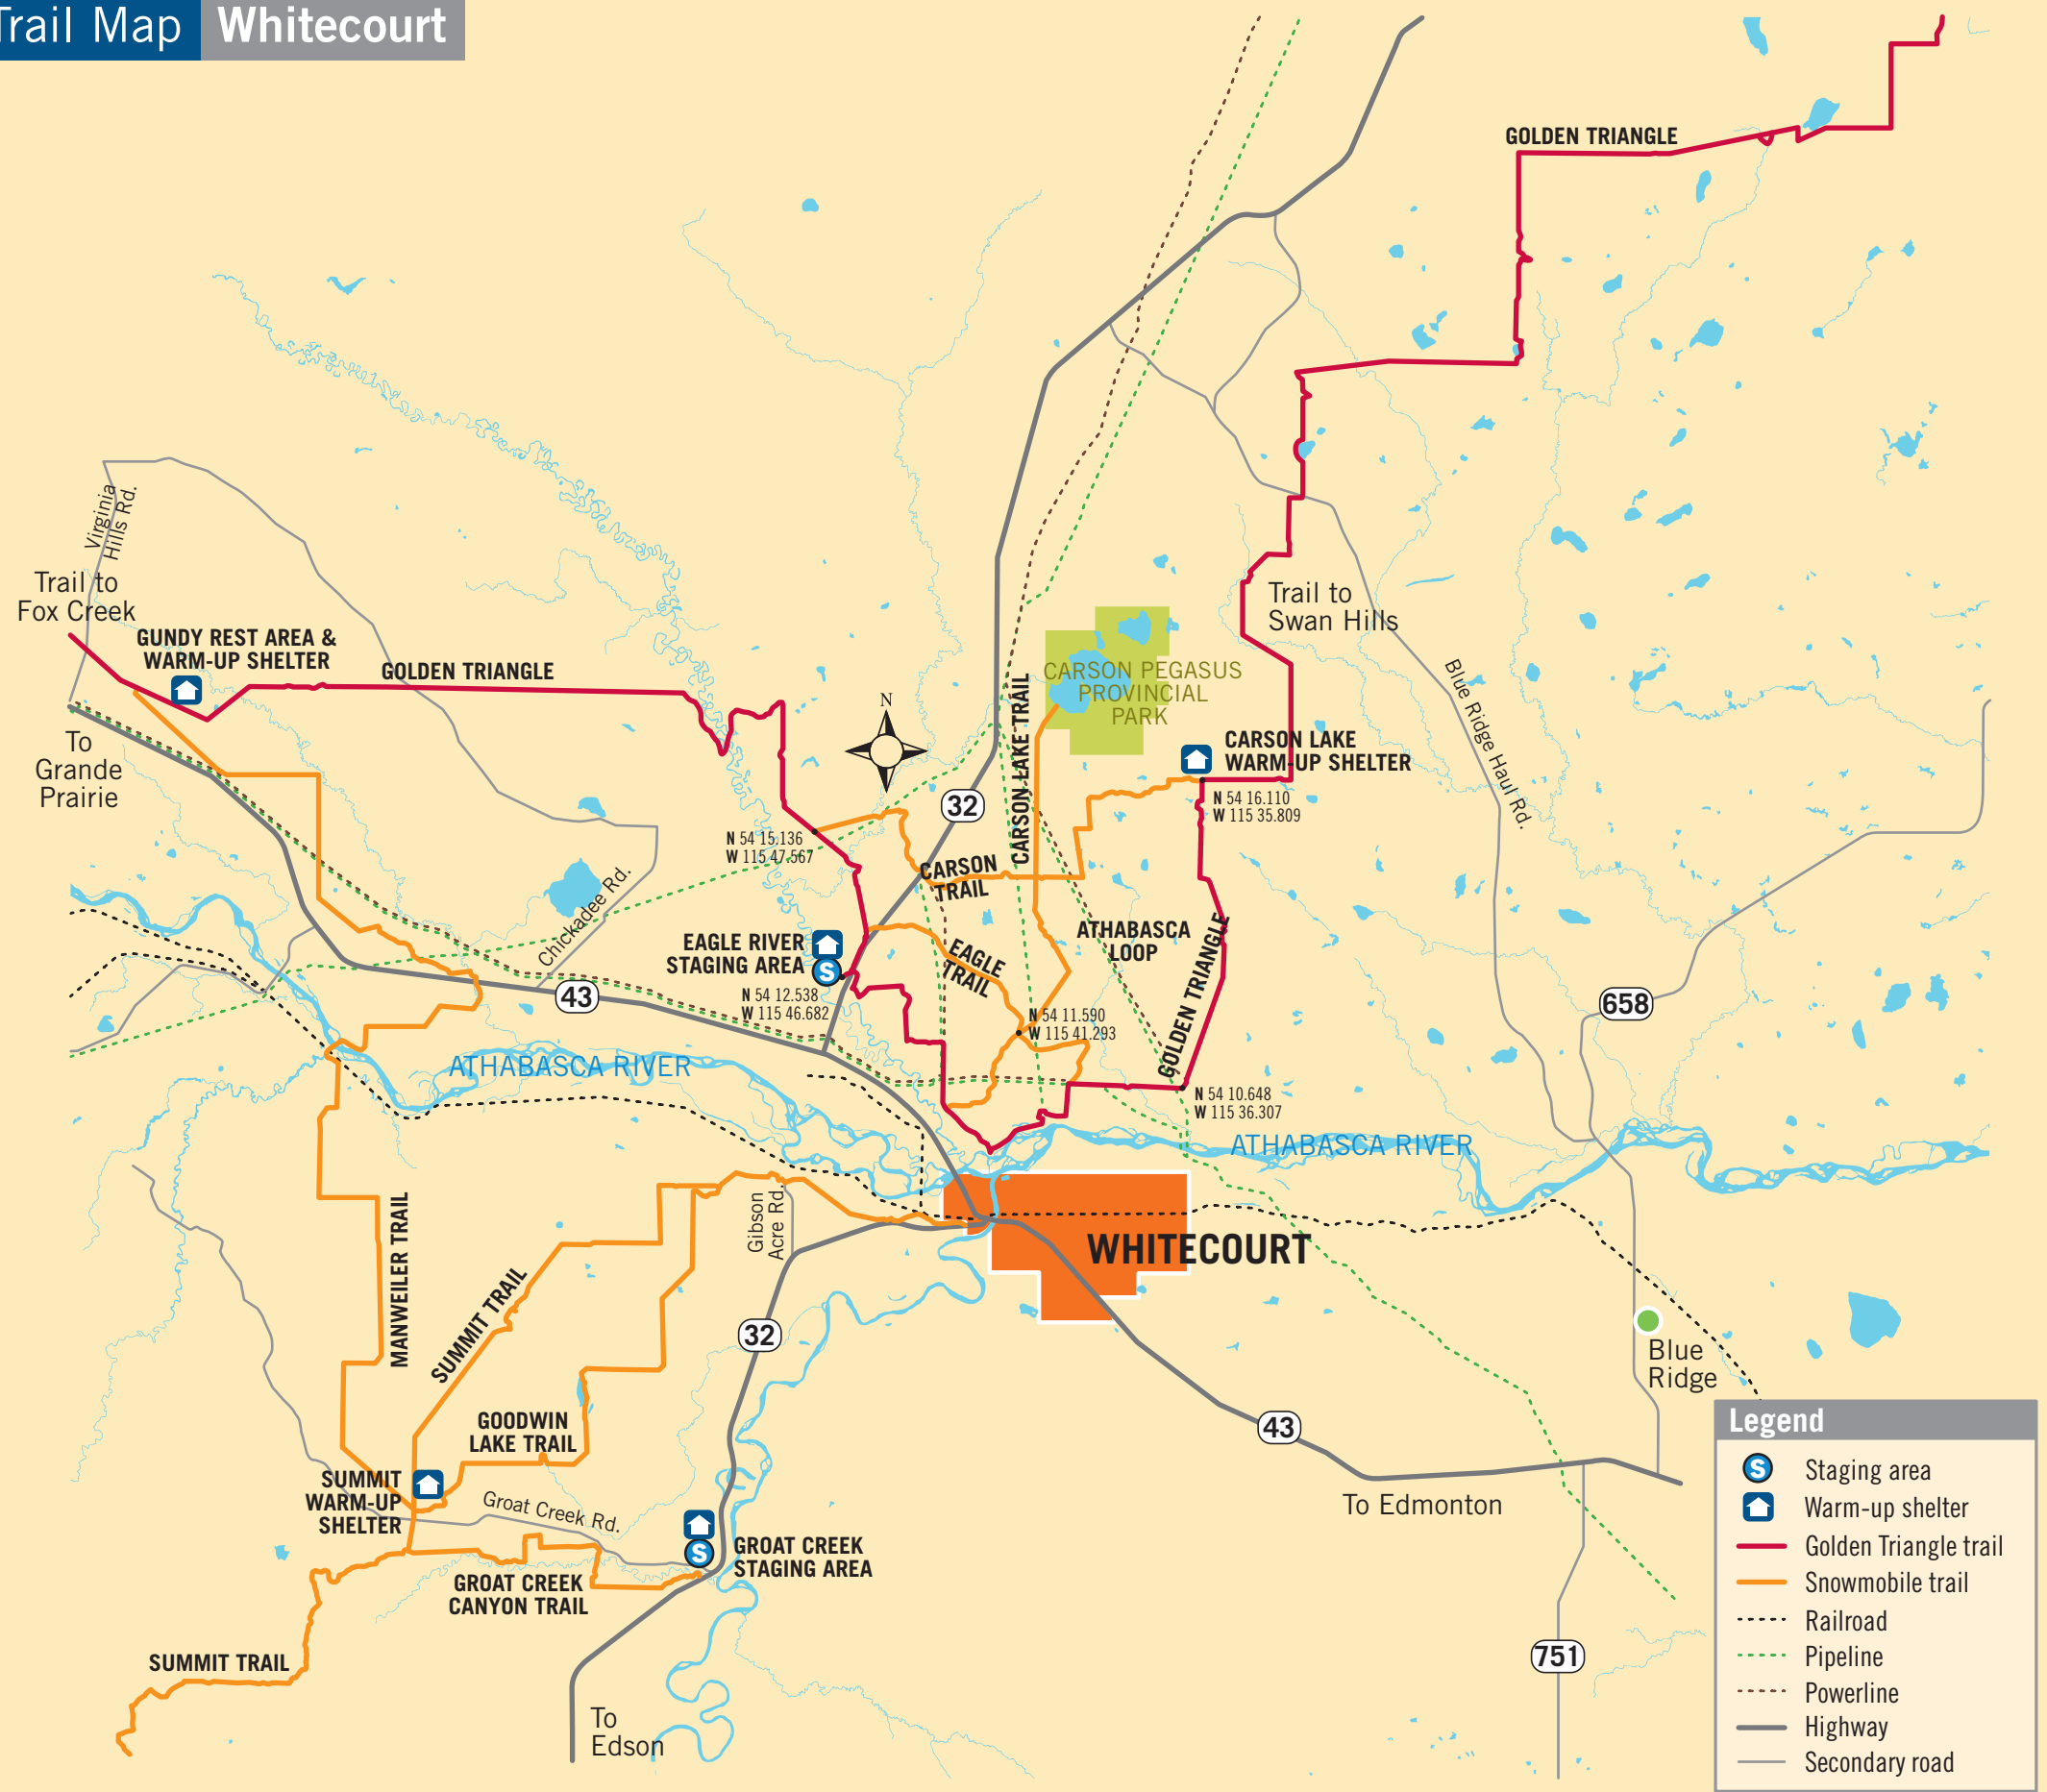 Trail Map Whitecourt
GOLDEN TRIANGLE
Virginia
Hills Rd.
Trail to
Fox Creek
GUNDY REST AREA &
WARM-UP SHELTER
GOLDEN TRIANGLE
To
Grande
Prairie
Trail to
Swan Hills
CARSON PEGASUS
PROVINCIAL
PARK
Blue Ridge Haul Rd.
N
CARSON LAKE TRAIL
CARSON LAKE
WARM-UP SHELTER
N 54 16.110
W 115 35.809
32
N 54 15.136
W 115 47.567
CARSON
TRAIL
Chickadee Rd.
ATHABASCA
LOOP
EAGLE RIVER
STAGING AREA
S
EAGLE
TRAIL
GOLDEN TRIANGLE
43
N 54 12.538
W 115 46.682
N 54 11.590
W 115 41.293
658
ATHABASCA RIVER
N 54 10.648
W 115 36.307
ATHABASCA RIVER
MANWEILER TRAIL
Gibson
Acre Rd.
WHITECOURT
SUMMIT TRAIL
32
Blue
Ridge
GOODWIN
LAKE TRAIL
43
SUMMIT
WARM-UP
SHELTER
Groat Creek Rd.
To Edmonton
S
GROAT CREEK
STAGING AREA
GROAT CREEK
CANYON TRAIL
SUMMIT TRAIL
751
To
Edson
Legend
S Staging area
Warm-up shelter
Golden Triangle trail
Snowmobile trail
Railroad
Pipeline
Powerline
Highway
Secondary road